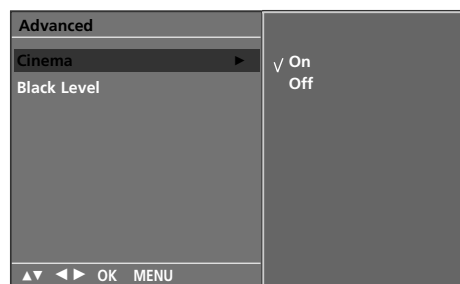 Advanced
Cinema ▶
Black Level
√ On
Off
▲▼ ◀ ▶ OK MENU